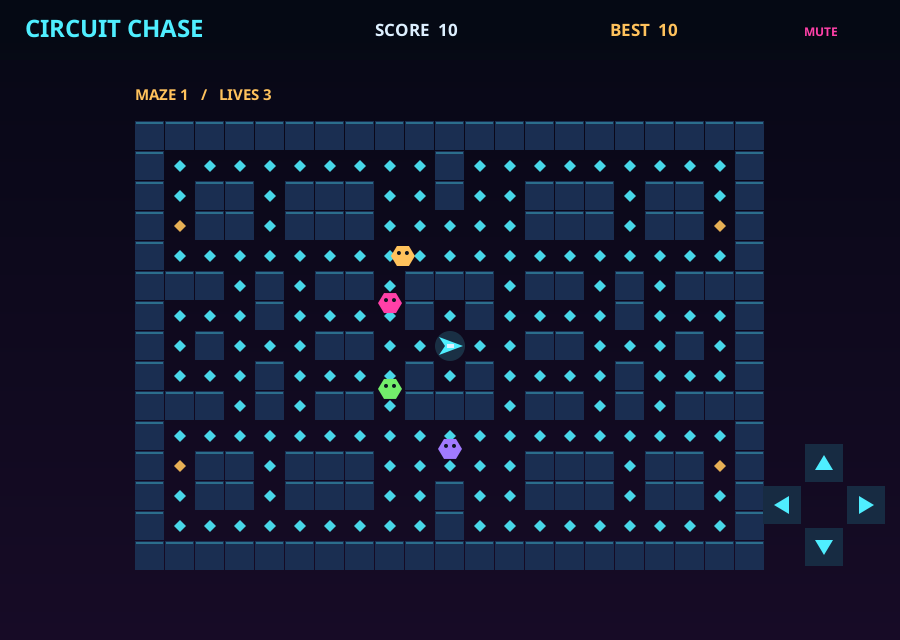 CIRCUIT CHASE
SCORE 10
BEST 10
MUTE
MAZE 1 / LIVES 3